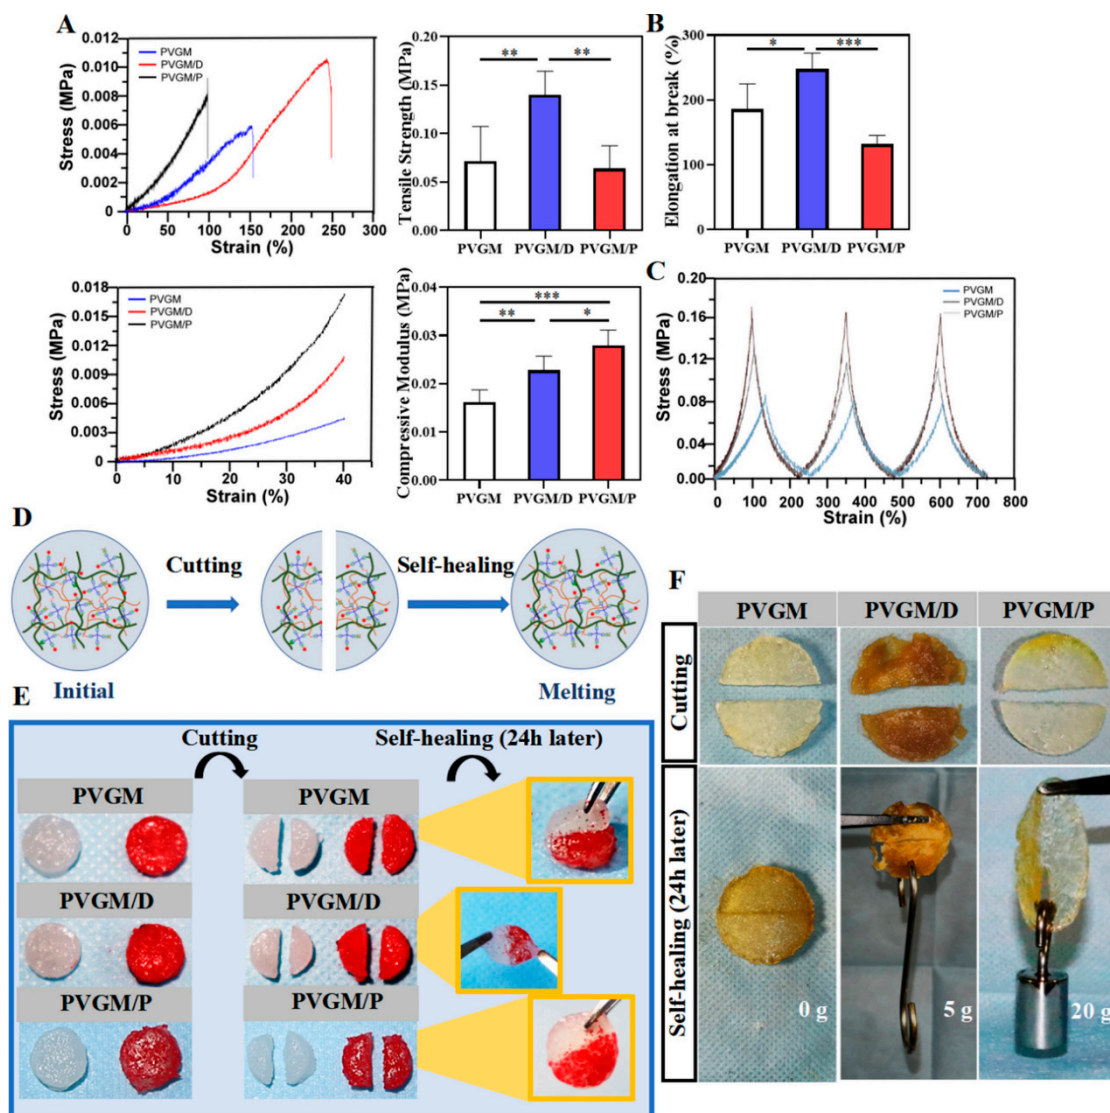 A
0.012
0.010
0.008
0.006
0.004
0.002
0.000
Stress (MPa)
PVGM
PVGM/D
PVGM/P
0 50 100 150 200 250 300
Strain (%)
0.20
0.15
0.10
0.05
0.00
Tensile Strength (MPa)
** **
PVGM PVGM/D PVGM/P
B
300
200
100
0
Elongation at break (%)
* ***
PVGM PVGM/D PVGM/P
0.018
0.015
0.012
0.009
0.006
0.003
0
Stress (MPa)
PVGM
PVGM/D
PVGM/P
0 10 20 30 40
Strain (%)
0.04
0.03
0.02
0.01
0.00
Compressive Modulus (MPa)
***
** *
PVGM PVGM/D PVGM/P
C
0.20
0.16
0.12
0.08
0.04
0.00
Stress (MPa)
PVGM
PVGM/D
PVGM/P
0 100 200 300 400 500 600 700 800
Strain (%)
D
Cutting
Self-healing
Initial
Melting
E
Cutting
Self-healing (24h later)
PVGM PVGM
PVGM/D PVGM/D
PVGM/P PVGM/P
F
PVGM PVGM/D PVGM/P
Cutting
Self-healing (24h later)
0 g 5 g 20 g